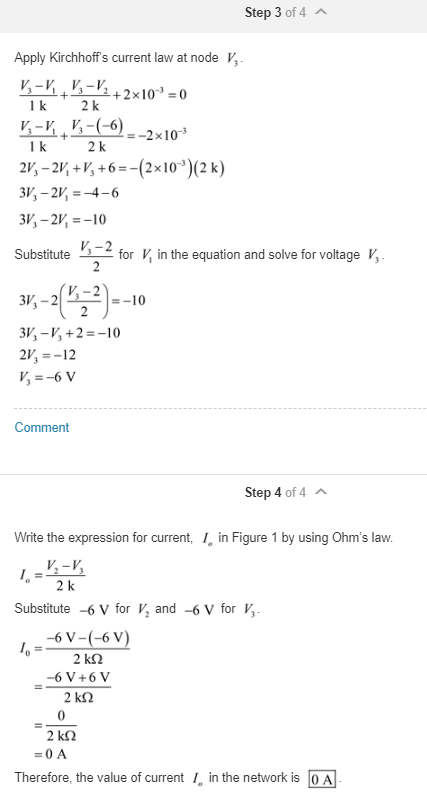 Step 3 of 4
Apply Kirchhoff's current law at node V₃.
(V₃−V₁)/(1 k) + (V₃−V₂)/(2 k) + 2×10⁻³ = 0
(V₃−V₁)/(1 k) + (V₃−(−6))/(2 k) = −2×10⁻³
2V₃−2V₁+V₃+6=−(2×10⁻³)(2 k)
3V₃−2V₁=−4−6
3V₃−2V₁=−10
Substitute (V₃−2)/2 for V₁ in the equation and solve for voltage V₃.
3V₃−2((V₃−2)/2)=−10
3V₃−V₃+2=−10
2V₃=−12
V₃=−6 V
Comment
Step 4 of 4
Write the expression for current, Iₒ in Figure 1 by using Ohm's law.
Iₒ = (V₂−V₃)/(2 k)
Substitute −6 V for V₂ and −6 V for V₃.
I₀ = (−6 V−(−6 V))/(2 kΩ)
= (−6 V+6 V)/(2 kΩ)
= 0/(2 kΩ)
= 0 A
Therefore, the value of current Iₒ in the network is 0 A.